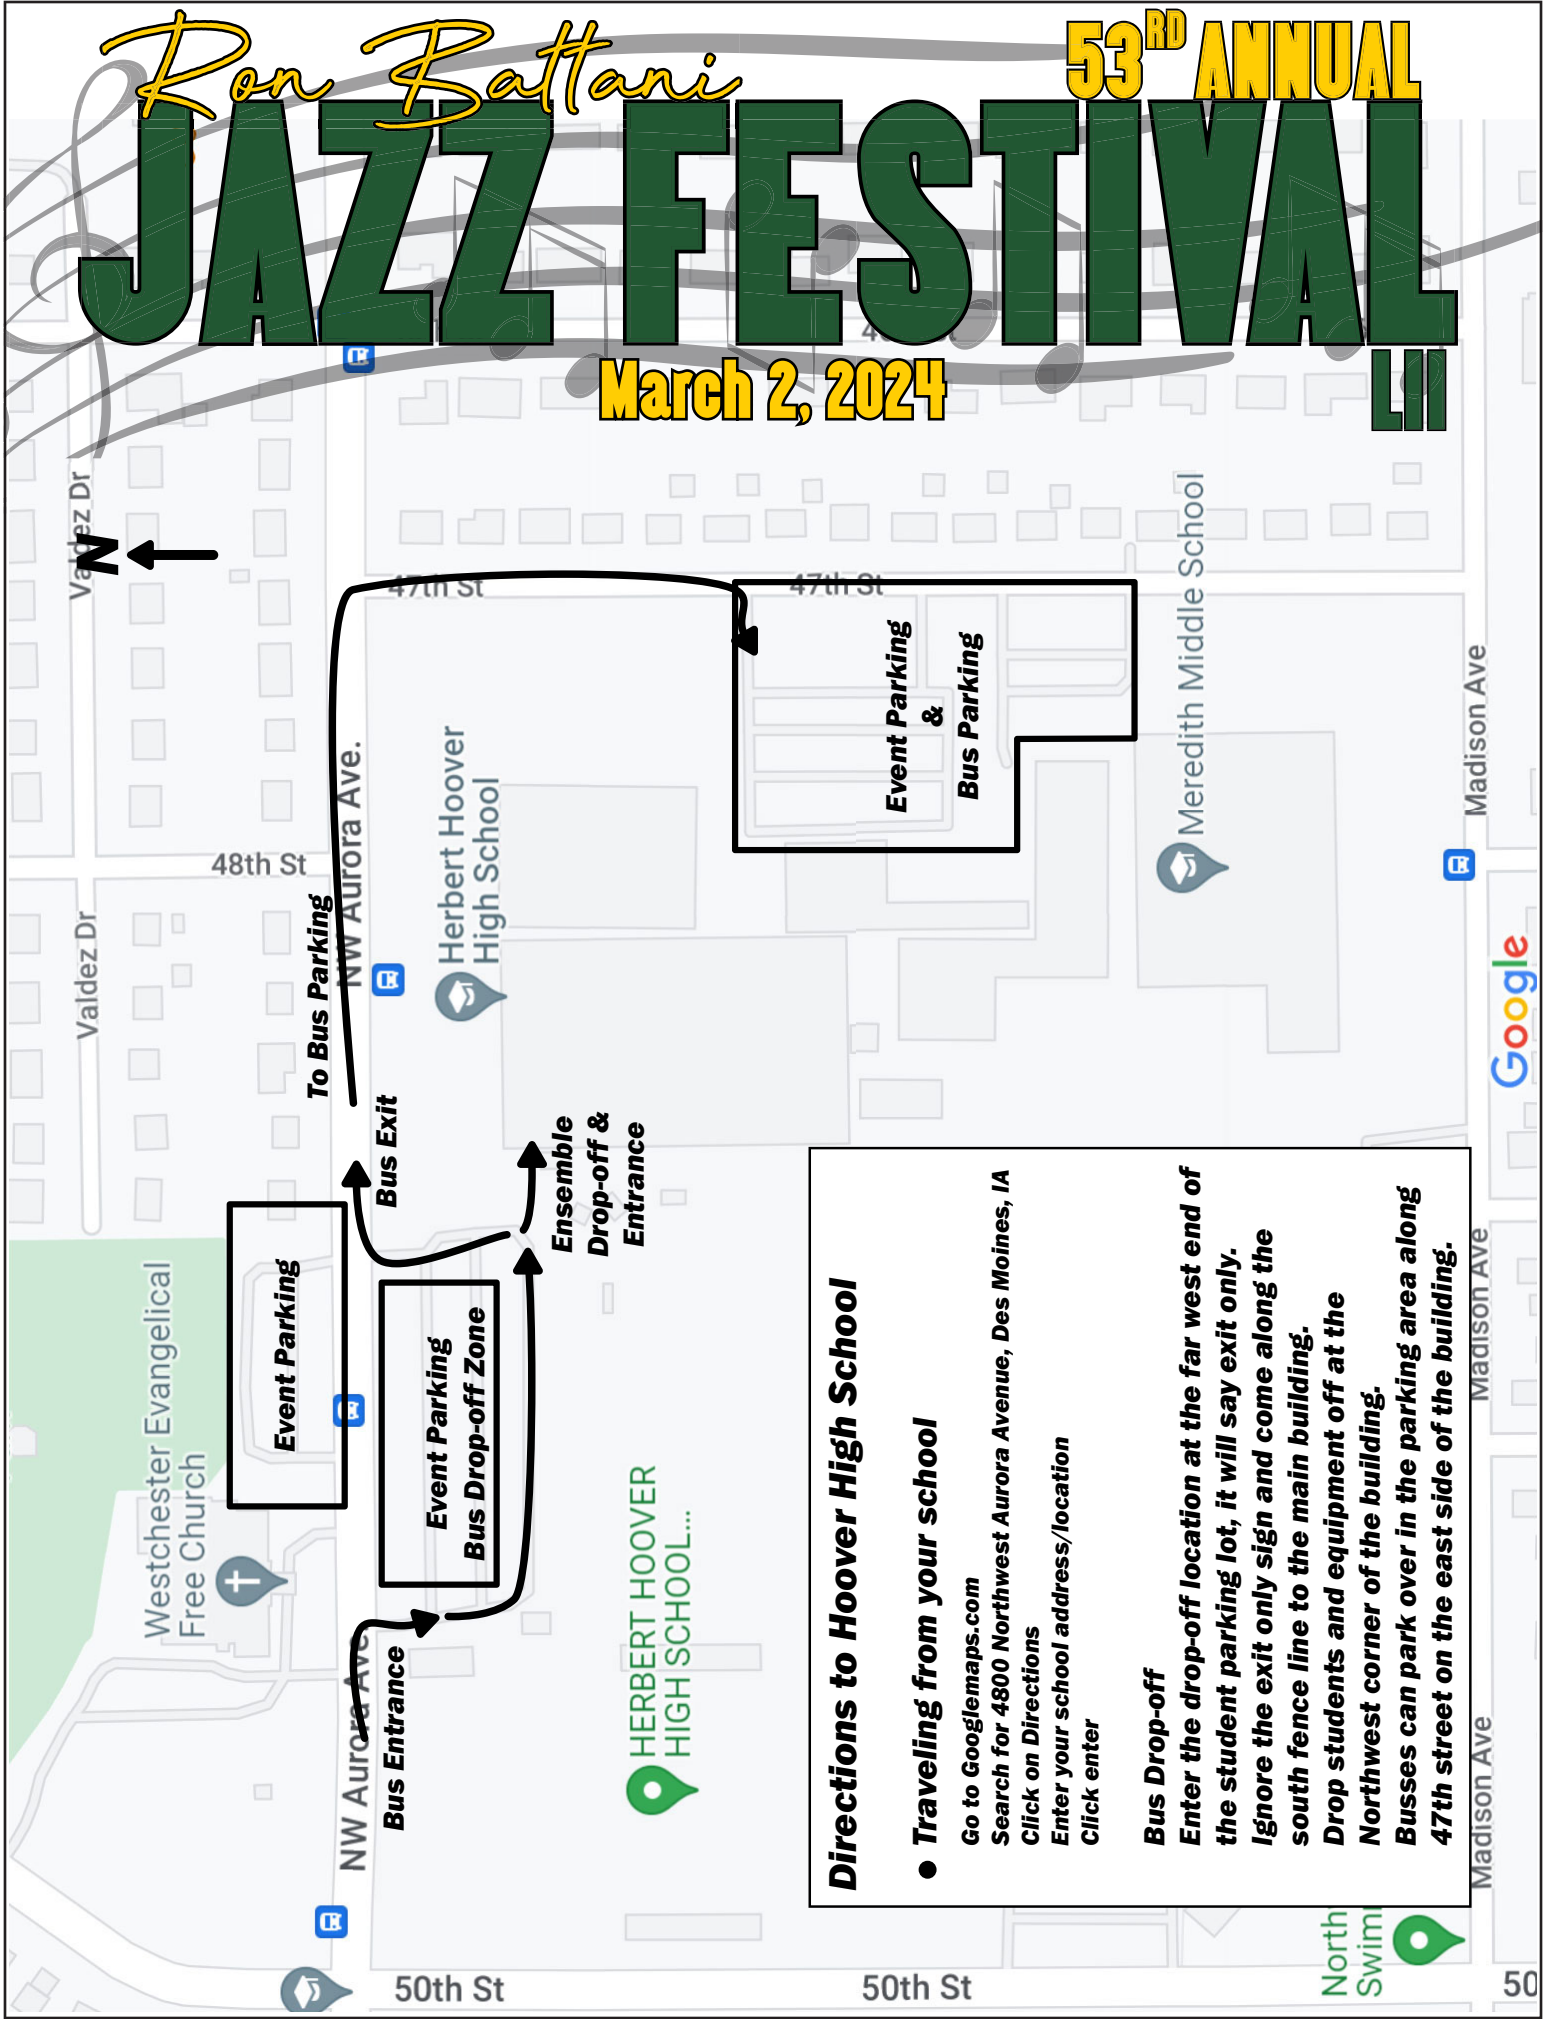 Ron Battani
53RD ANNUAL
JAZZ FESTIVAL
March 2, 2024
LII
Valdez Dr
N
47th St
47th St
Event Parking
&
Bus Parking
Meredith Middle School
Madison Ave
48th St
NW Aurora Ave.
Herbert Hoover
High School
Valdez Dr
To Bus Parking
Bus Exit
Ensemble
Drop-off &
Entrance
Google
Event Parking
Westchester Evangelical
Free Church
Event Parking
Bus Drop-off Zone
NW Aurora Ave.
Bus Entrance
HERBERT HOOVER
HIGH SCHOOL...
Directions to Hoover High School
● Traveling from your school
Go to Googlemaps.com
Search for 4800 Northwest Aurora Avenue, Des Moines, IA
Click on Directions
Enter your school address/location
Click enter
Bus Drop-off
Enter the drop-off location at the far west end of
the student parking lot, it will say exit only.
Ignore the exit only sign and come along the
south fence line to the main building.
Drop students and equipment off at the
Northwest corner of the building.
Busses can park over in the parking area along
47th street on the east side of the building.
Madison Ave
Madison Ave
North
Swim
50th St
50th St
50